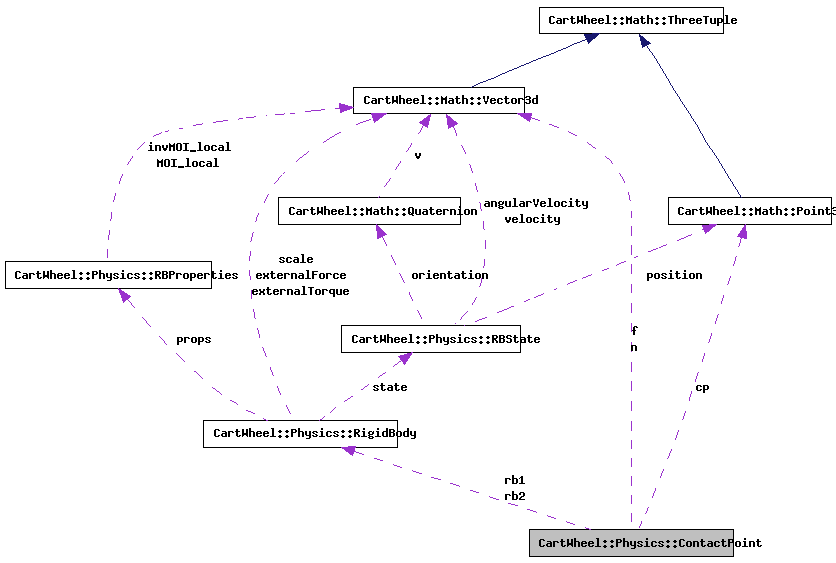 CartWheel::Math::ThreeTuple
CartWheel::Math::Vector3d
invMOI_local
MOI_local
v
CartWheel::Math::Quaternion
angularVelocity
velocity
CartWheel::Math::Point3
CartWheel::Physics::RBProperties
scale
externalForce
externalTorque
orientation
position
props
CartWheel::Physics::RBState
f
n
state
cp
CartWheel::Physics::RigidBody
rb1
rb2
CartWheel::Physics::ContactPoint